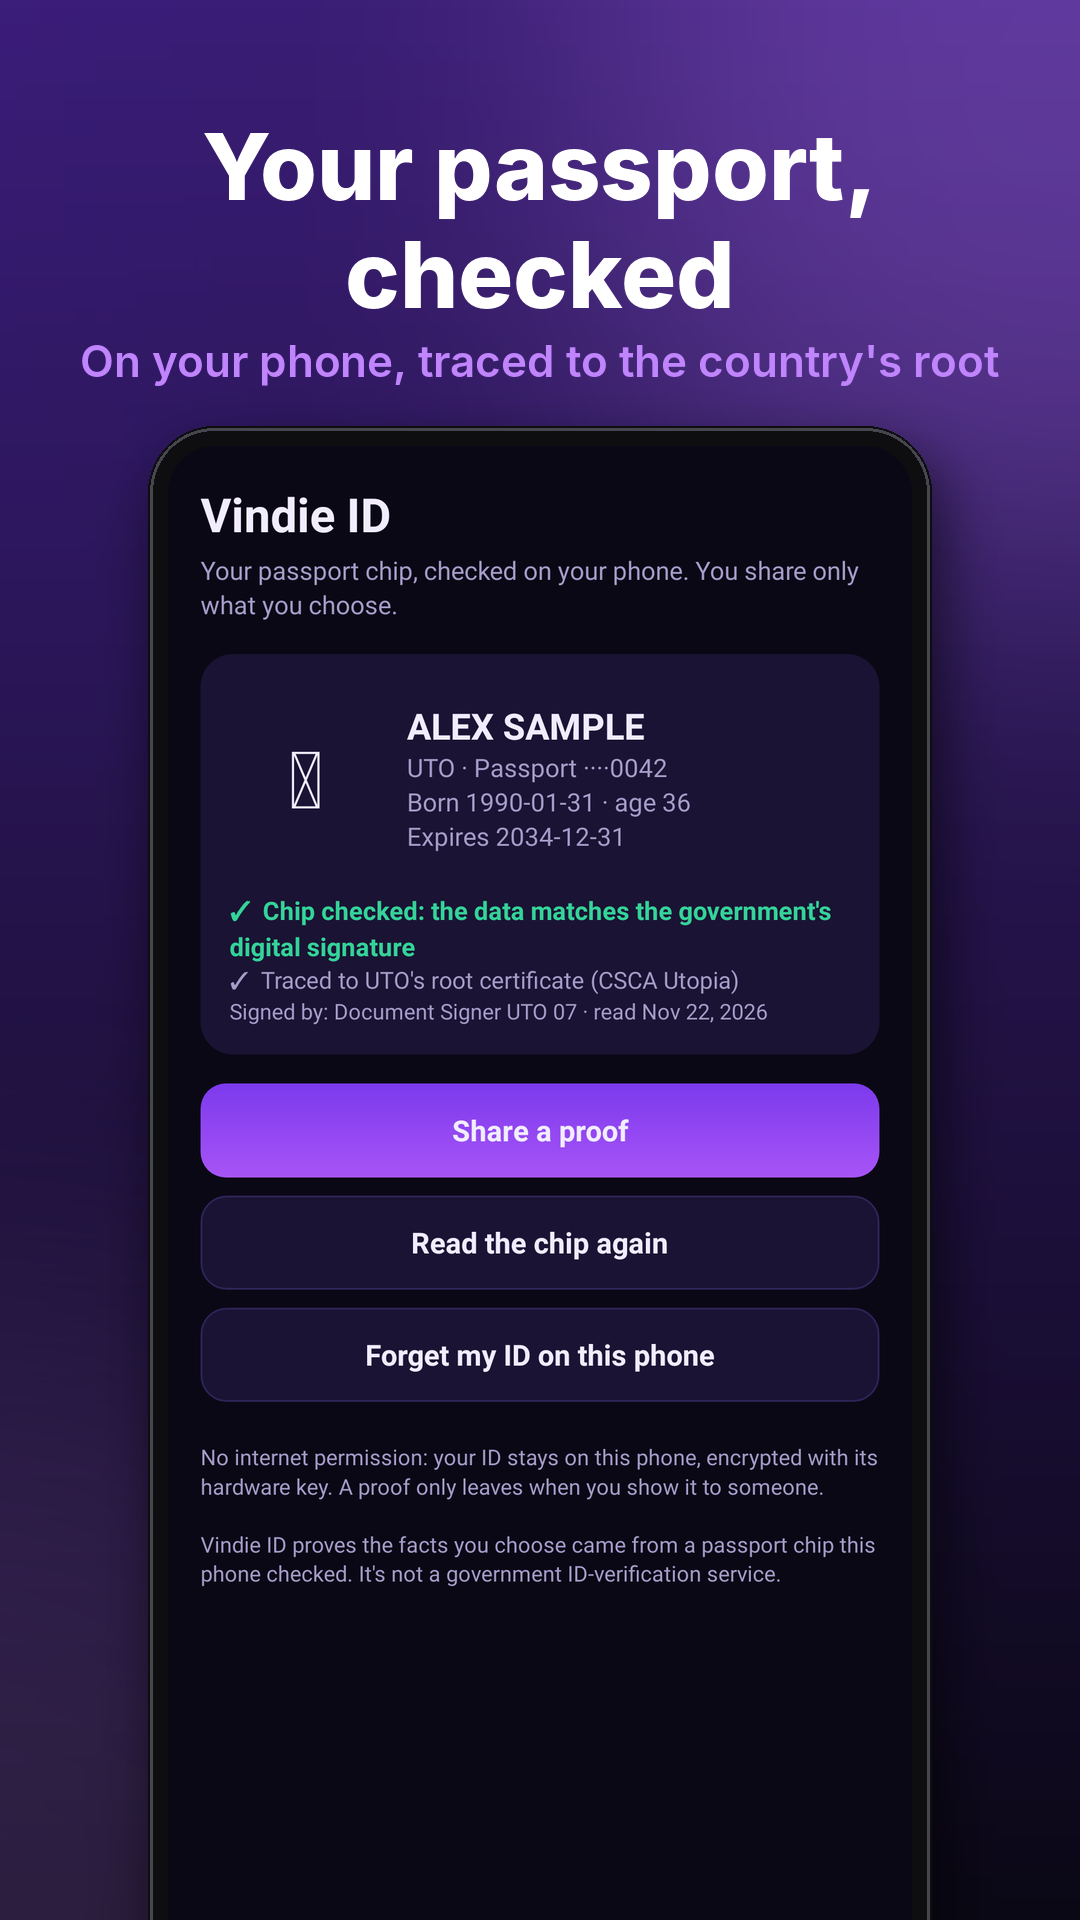 Your passport,
checked
On your phone, traced to the country's root
Vindie ID
Your passport chip, checked on your phone. You share only
what you choose.
ALEX SAMPLE
UTO · Passport ····0042
Born 1990-01-31 · age 36
Expires 2034-12-31
✓ Chip checked: the data matches the government's
digital signature
✓ Traced to UTO's root certificate (CSCA Utopia)
Signed by: Document Signer UTO 07 · read Nov 22, 2026
Share a proof
Read the chip again
Forget my ID on this phone
No internet permission: your ID stays on this phone, encrypted with its
hardware key. A proof only leaves when you show it to someone.
Vindie ID proves the facts you choose came from a passport chip this
phone checked. It's not a government ID-verification service.